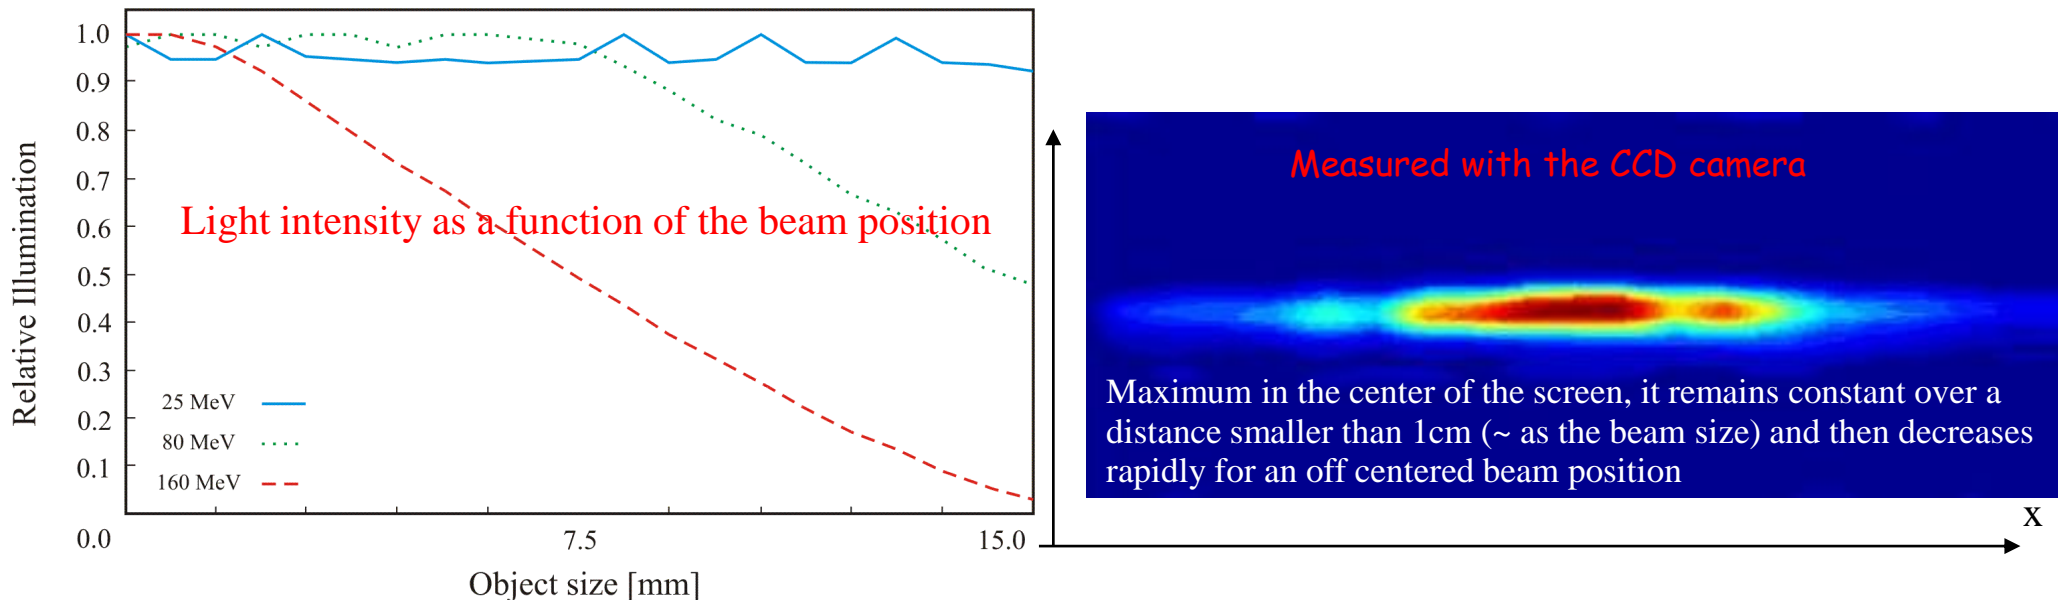 1.0
0.9
0.8
0.7
0.6
0.5
0.4
0.3
0.2
0.1
0.0
7.5
15.0
Relative Illumination
Object size [mm]
Light intensity as a function of the beam position
25 MeV
80 MeV
160 MeV
Measured with the CCD camera
Maximum in the center of the screen, it remains constant over a
distance smaller than 1cm (~ as the beam size) and then decreases
rapidly for an off centered beam position
x